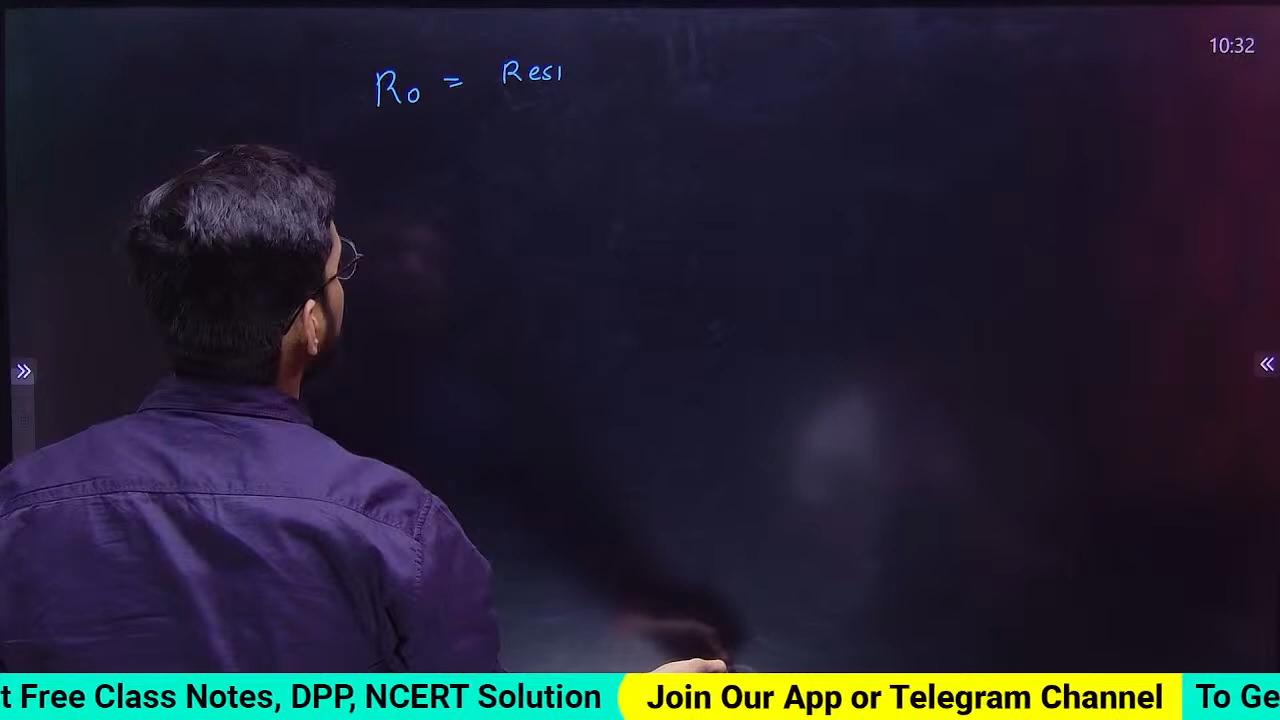 10:32
R₀ = Resi
t Free Class Notes, DPP, NCERT Solution Join Our App or Telegram Channel To Ge